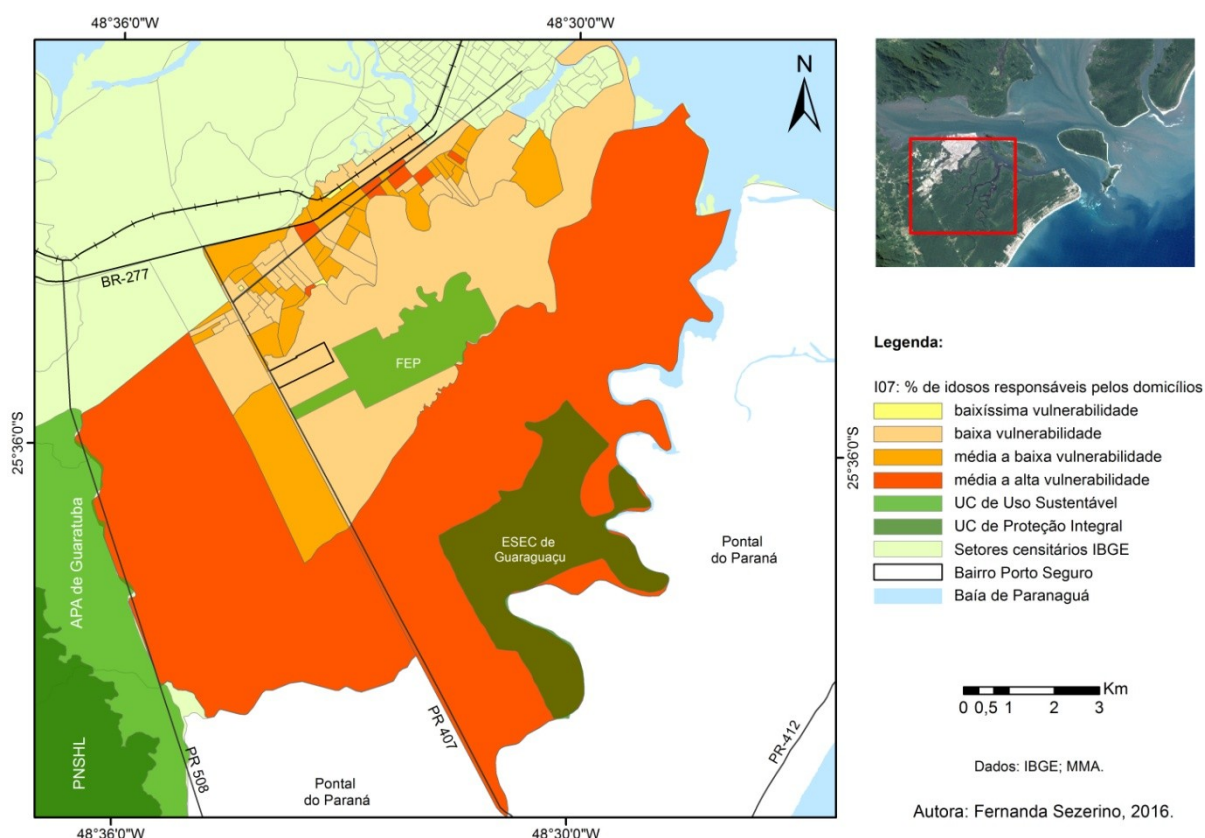 48°36'0"W
48°30'0"W
N
BR-277
FEP
25°36'0"S
25°36'0"S
APA de Guaratuba
ESEC de
Guaraguaçu
Pontal
do Paraná
PNSHL
PR 508
PR 407
Pontal
do Paraná
PR-412
48°36'0"W
48°30'0"W
Legenda:
I07: % de idosos responsáveis pelos domicílios
baixíssima vulnerabilidade
baixa vulnerabilidade
média a baixa vulnerabilidade
média a alta vulnerabilidade
UC de Uso Sustentável
UC de Proteção Integral
Setores censitários IBGE
Bairro Porto Seguro
Baía de Paranaguá
Km
0 0,5 1 2 3
Dados: IBGE; MMA.
Autora: Fernanda Sezerino, 2016.